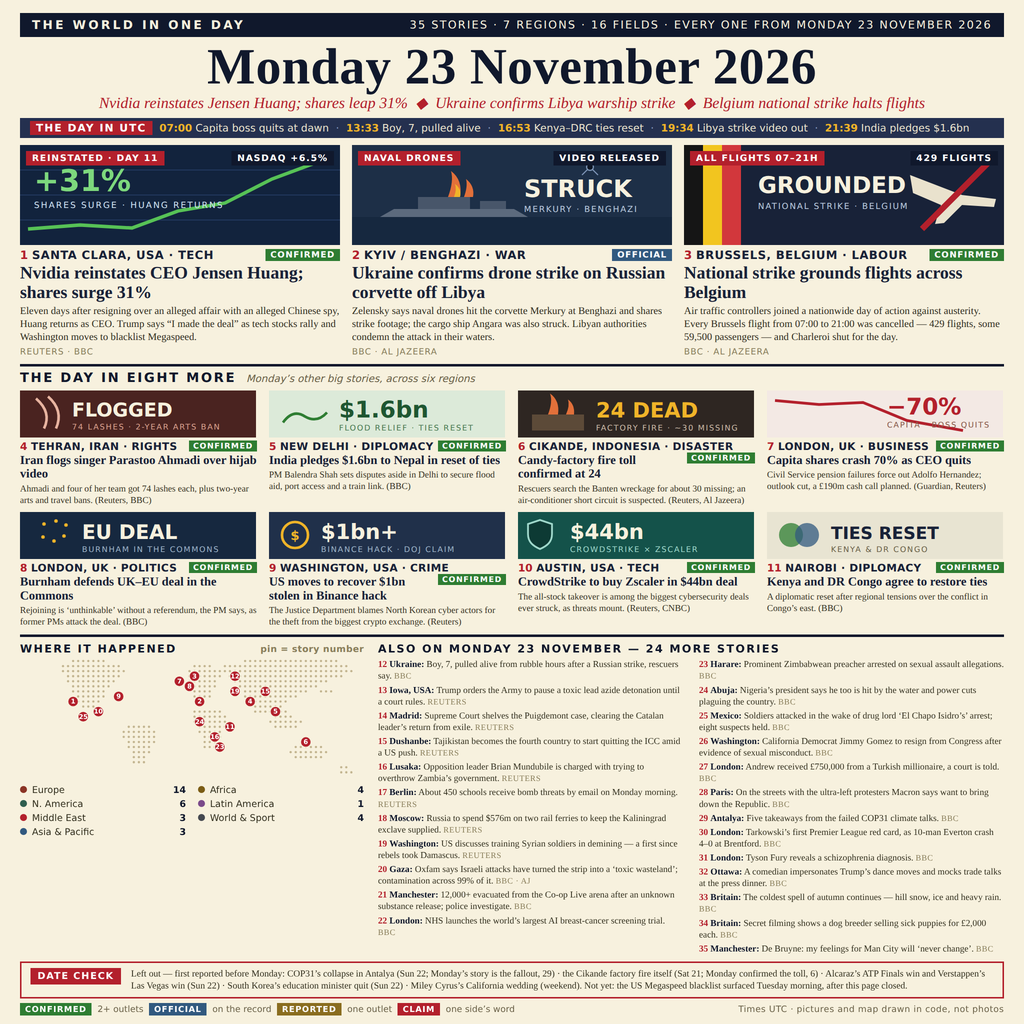 THE WORLD IN ONE DAY
35 STORIES · 7 REGIONS · 16 FIELDS · EVERY ONE FROM MONDAY 23 NOVEMBER 2026
Monday 23 November 2026
Nvidia reinstates Jensen Huang; shares leap 31% ◆ Ukraine confirms Libya warship strike ◆ Belgium national strike halts flights
THE DAY IN UTC 07:00 Capita boss quits at dawn · 13:33 Boy, 7, pulled alive · 16:53 Kenya–DRC ties reset · 19:34 Libya strike video out · 21:39 India pledges $1.6bn
REINSTATED · DAY 11
NASDAQ +6.5%
+31%
SHARES SURGE · HUANG RETURNS
1 SANTA CLARA, USA · TECH
CONFIRMED
Nvidia reinstates CEO Jensen Huang;
shares surge 31%
Eleven days after resigning over an alleged affair with an alleged Chinese spy,
Huang returns as CEO. Trump says “I made the deal” as tech stocks rally and
Washington moves to blacklist Megaspeed.
REUTERS · BBC
NAVAL DRONES
VIDEO RELEASED
STRUCK
MERKURY · BENGHAZI
2 KYIV / BENGHAZI · WAR
OFFICIAL
Ukraine confirms drone strike on Russian
corvette off Libya
Zelensky says naval drones hit the corvette Merkury at Benghazi and shares
strike footage; the cargo ship Angara was also struck. Libyan authorities
condemn the attack in their waters.
BBC · AL JAZEERA
ALL FLIGHTS 07–21H
429 FLIGHTS
GROUNDED
NATIONAL STRIKE · BELGIUM
3 BRUSSELS, BELGIUM · LABOUR
CONFIRMED
National strike grounds flights across
Belgium
Air traffic controllers joined a nationwide day of action against austerity.
Every Brussels flight from 07:00 to 21:00 was cancelled — 429 flights, some
59,500 passengers — and Charleroi shut for the day.
BBC · AL JAZEERA
THE DAY IN EIGHT MORE Monday’s other big stories, across six regions
FLOGGED
74 LASHES · 2-YEAR ARTS BAN
4 TEHRAN, IRAN · RIGHTS
CONFIRMED
Iran flogs singer Parastoo Ahmadi over hijab
video
Ahmadi and four of her team got 74 lashes each, plus two-year
arts and travel bans. (Reuters, BBC)
$1.6bn
FLOOD RELIEF · TIES RESET
5 NEW DELHI · DIPLOMACY
CONFIRMED
India pledges $1.6bn to Nepal in reset of ties
PM Balendra Shah sets disputes aside in Delhi to secure flood
aid, port access and a train link. (BBC)
24 DEAD
FACTORY FIRE · ~30 MISSING
6 CIKANDE, INDONESIA · DISASTER
CONFIRMED
Candy-factory fire toll
confirmed at 24
Rescuers search the Banten wreckage for about 30 missing; an
air-conditioner short circuit is suspected. (Reuters, Al Jazeera)
−70%
CAPITA · BOSS QUITS
7 LONDON, UK · BUSINESS
CONFIRMED
Capita shares crash 70% as CEO quits
Civil Service pension failures force out Adolfo Hernandez;
outlook cut, a £190m cash call planned. (Guardian, Reuters)
EU DEAL
BURNHAM IN THE COMMONS
8 LONDON, UK · POLITICS
CONFIRMED
Burnham defends UK–EU deal in the
Commons
Rejoining is ‘unthinkable’ without a referendum, the PM says, as
former PMs attack the deal. (BBC)
$
$1bn+
BINANCE HACK · DOJ CLAIM
9 WASHINGTON, USA · CRIME
CONFIRMED
US moves to recover $1bn
stolen in Binance hack
The Justice Department blames North Korean cyber actors for
the theft from the biggest crypto exchange. (Reuters)
$44bn
CROWDSTRIKE × ZSCALER
10 AUSTIN, USA · TECH
CONFIRMED
CrowdStrike to buy Zscaler in $44bn deal
The all-stock takeover is among the biggest cybersecurity deals
ever struck, as threats mount. (Reuters, CNBC)
TIES RESET
KENYA & DR CONGO
11 NAIROBI · DIPLOMACY
CONFIRMED
Kenya and DR Congo agree to restore ties
A diplomatic reset after regional tensions over the conflict in
Congo’s east. (BBC)
WHERE IT HAPPENED
pin = story number
3
12
7
8
19
15
1
9
2
4
25
10
5
24
11
16
23
6
Europe 14
N. America 6
Middle East 3
Asia & Pacific 3
Africa 4
Latin America 1
World & Sport 4
ALSO ON MONDAY 23 NOVEMBER — 24 MORE STORIES
12 Ukraine: Boy, 7, pulled alive from rubble hours after a Russian strike, rescuers
say. BBC
13 Iowa, USA: Trump orders the Army to pause a toxic lead azide detonation until
a court rules. REUTERS
14 Madrid: Supreme Court shelves the Puigdemont case, clearing the Catalan
leader’s return from exile. REUTERS
15 Dushanbe: Tajikistan becomes the fourth country to start quitting the ICC amid
a US push. REUTERS
16 Lusaka: Opposition leader Brian Mundubile is charged with trying to
overthrow Zambia’s government. REUTERS
17 Berlin: About 450 schools receive bomb threats by email on Monday morning.
REUTERS
18 Moscow: Russia to spend $576m on two rail ferries to keep the Kaliningrad
exclave supplied. REUTERS
19 Washington: US discusses training Syrian soldiers in demining — a first since
rebels took Damascus. REUTERS
20 Gaza: Oxfam says Israeli attacks have turned the strip into a ‘toxic wasteland’;
contamination across 99% of it. BBC · AJ
21 Manchester: 12,000+ evacuated from the Co-op Live arena after an unknown
substance release; police investigate. BBC
22 London: NHS launches the world’s largest AI breast-cancer screening trial.
BBC
23 Harare: Prominent Zimbabwean preacher arrested on sexual assault allegations.
BBC
24 Abuja: Nigeria’s president says he too is hit by the water and power cuts
plaguing the country. BBC
25 Mexico: Soldiers attacked in the wake of drug lord ‘El Chapo Isidro’s’ arrest;
eight suspects held. BBC
26 Washington: California Democrat Jimmy Gomez to resign from Congress after
evidence of sexual misconduct. BBC
27 London: Andrew received £750,000 from a Turkish millionaire, a court is told.
BBC
28 Paris: On the streets with the ultra-left protesters Macron says want to bring
down the Republic. BBC
29 Antalya: Five takeaways from the failed COP31 climate talks. BBC
30 London: Tarkowski’s first Premier League red card, as 10-man Everton crash
4–0 at Brentford. BBC
31 London: Tyson Fury reveals a schizophrenia diagnosis. BBC
32 Ottawa: A comedian impersonates Trump’s dance moves and mocks trade talks
at the press dinner. BBC
33 Britain: The coldest spell of autumn continues — hill snow, ice and heavy rain.
BBC
34 Britain: Secret filming shows a dog breeder selling sick puppies for £2,000
each. BBC
35 Manchester: De Bruyne: my feelings for Man City will ‘never change’. BBC
DATE CHECK
Left out — first reported before Monday: COP31’s collapse in Antalya (Sun 22; Monday’s story is the fallout, 29) · the Cikande factory fire itself (Sat 21; Monday confirmed the toll, 6) · Alcaraz’s ATP Finals win and Verstappen’s
Las Vegas win (Sun 22) · South Korea’s education minister quit (Sun 22) · Miley Cyrus’s California wedding (weekend). Not yet: the US Megaspeed blacklist surfaced Tuesday morning, after this page closed.
CONFIRMED 2+ outlets OFFICIAL on the record REPORTED one outlet CLAIM one side’s word
Times UTC · pictures and map drawn in code, not photos